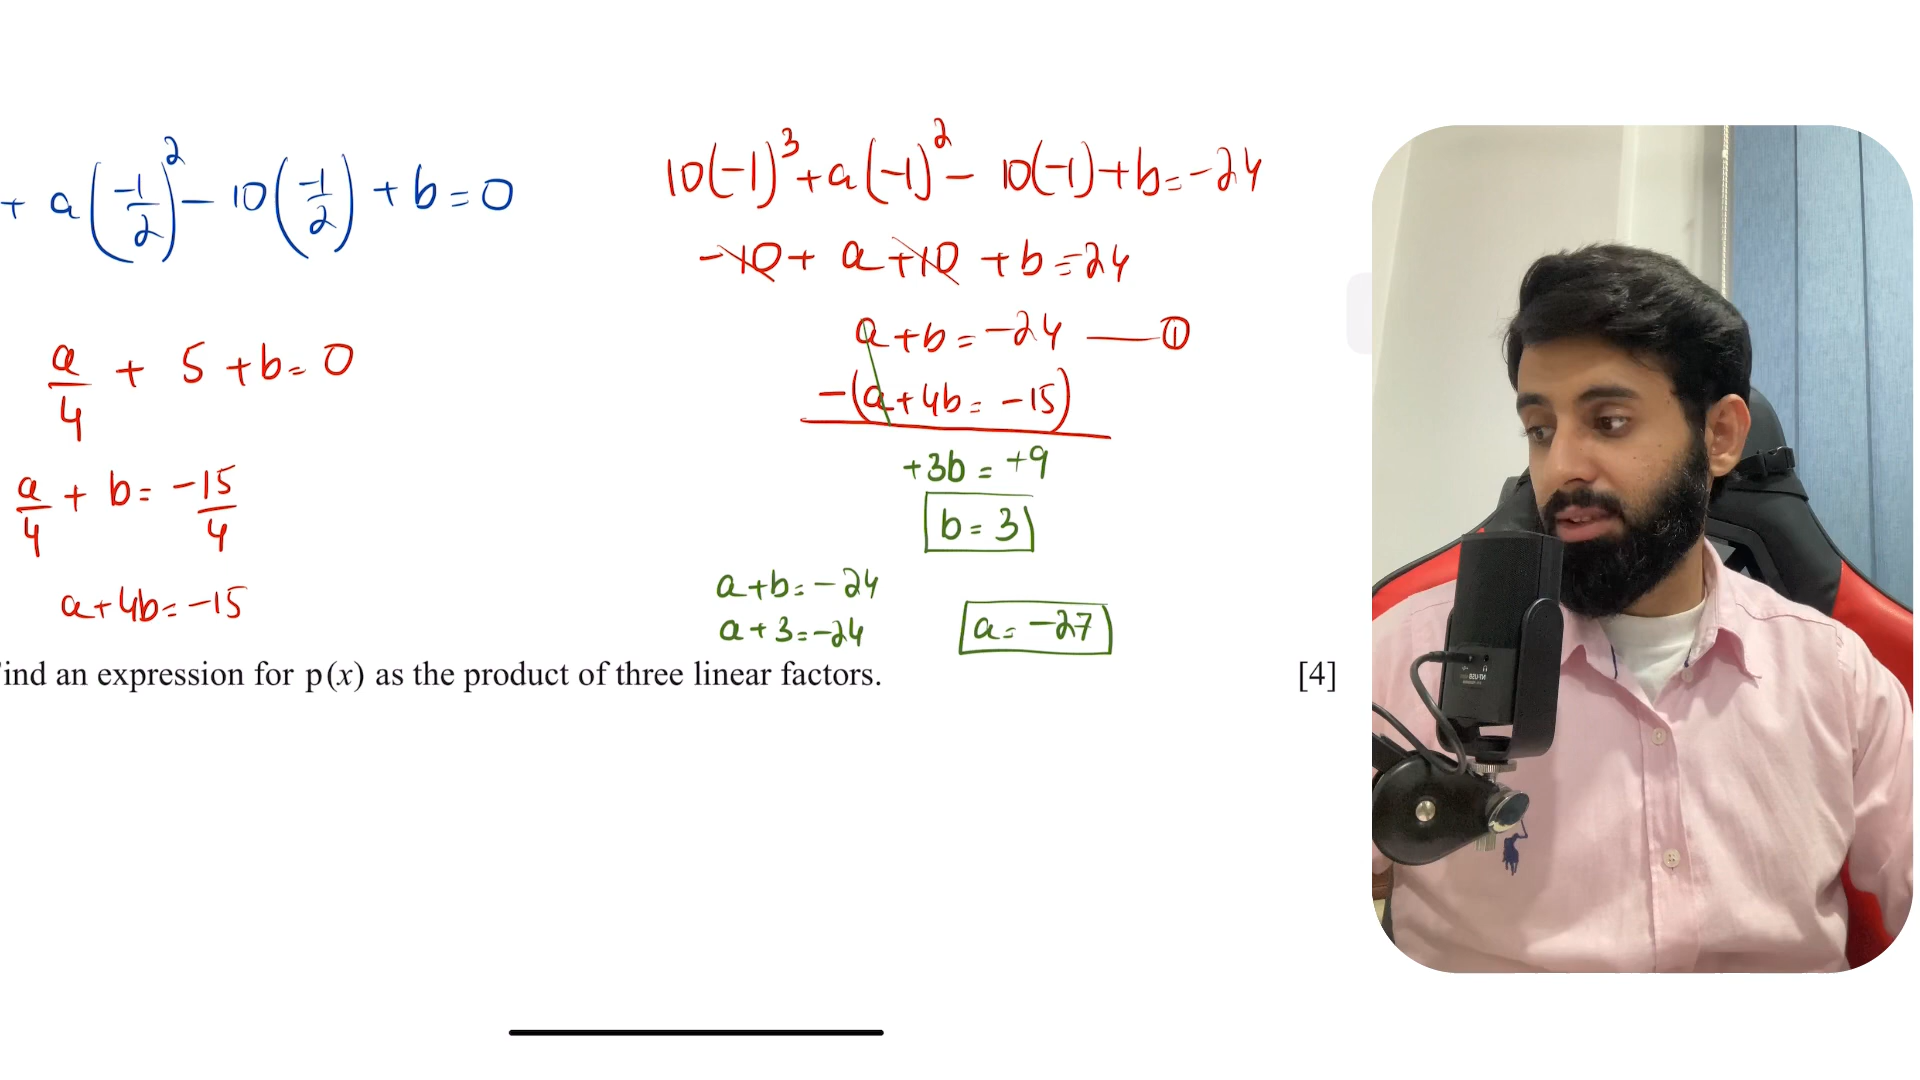 + a(-1/2)² - 10(-1/2) + b = 0
a/4 + 5 + b = 0
a/4 + b = -15/4
a + 4b = -15
10(-1)³ + a(-1)² - 10(-1) + b = -24
-10 + a + 10 + b = -24
a + b = -24 — ①
-(a + 4b = -15)
+3b = +9
b = 3
a + b = -24
a + 3 = -24
a = -27
ind an expression for p(x) as the product of three linear factors. [4]